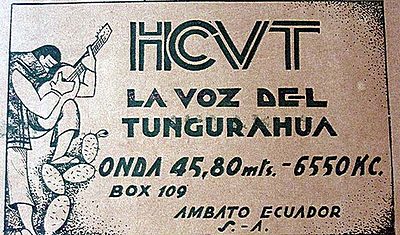 HCVT
LA VOZ DEL
TUNGURAHUA
ONDA 45,80 mts. - 6550 KC.
BOX 109
AMBATO ECUADOR
S.-A.